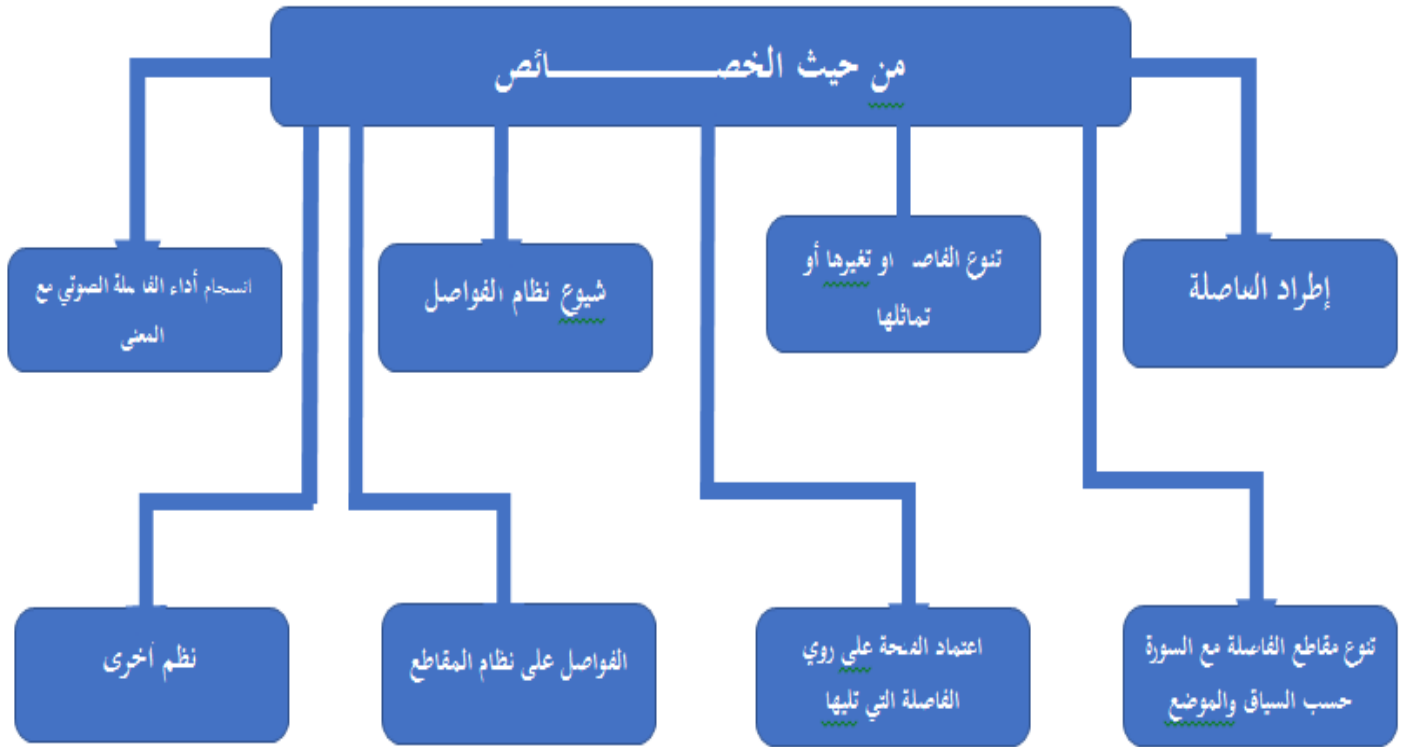 من حيث الخصــــــــــائص
إطراد الفاصلة
تنوع الفاصـ او تغيرها أو
تماثلها
شيوع نظام الفواصل
انسجام أداء الفاصلة الصوتي مع
المعنى
تنوع مقاطع الفاصلة مع السورة
حسب السياق والموضع
اعتماد الفتحة على روي
الفاصلة التي تليها
الفواصل على نظام المقاطع
نظم أخرى